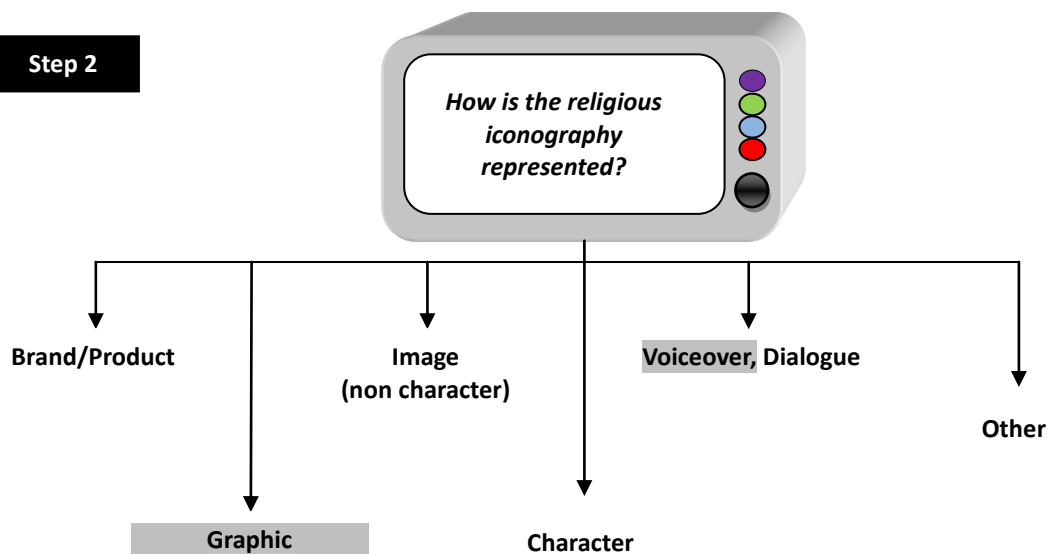 Step 2
How is the religious
iconography
represented?
Brand/Product
Image
(non character)
Voiceover, Dialogue
Other
Graphic
Character